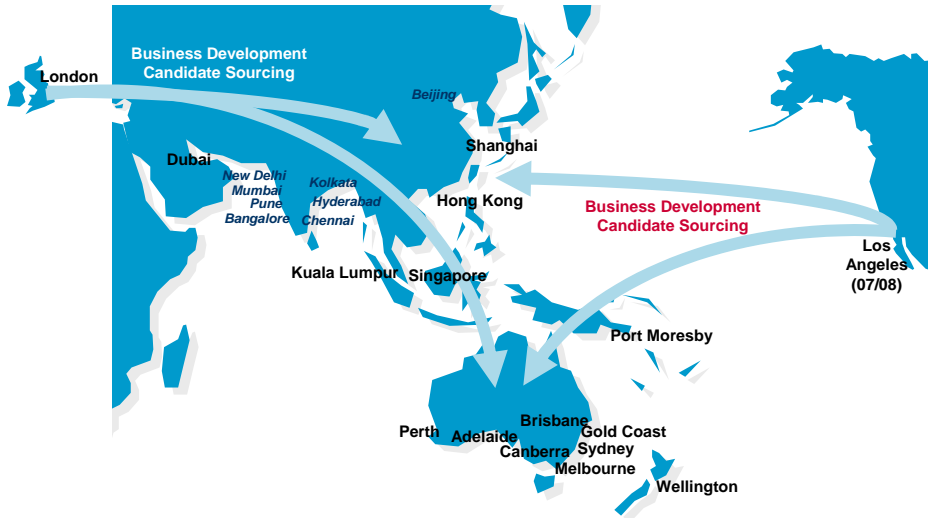 Business Development
Candidate Sourcing
London
Beijing
Shanghai
Dubai
New Delhi
Mumbai
Pune
Bangalore
Kolkata
Hyderabad
Chennai
Hong Kong
Business Development
Candidate Sourcing
Los
Angeles
(07/08)
Kuala Lumpur
Singapore
Port Moresby
Perth
Adelaide
Brisbane
Canberra
Gold Coast
Sydney
Melbourne
Wellington